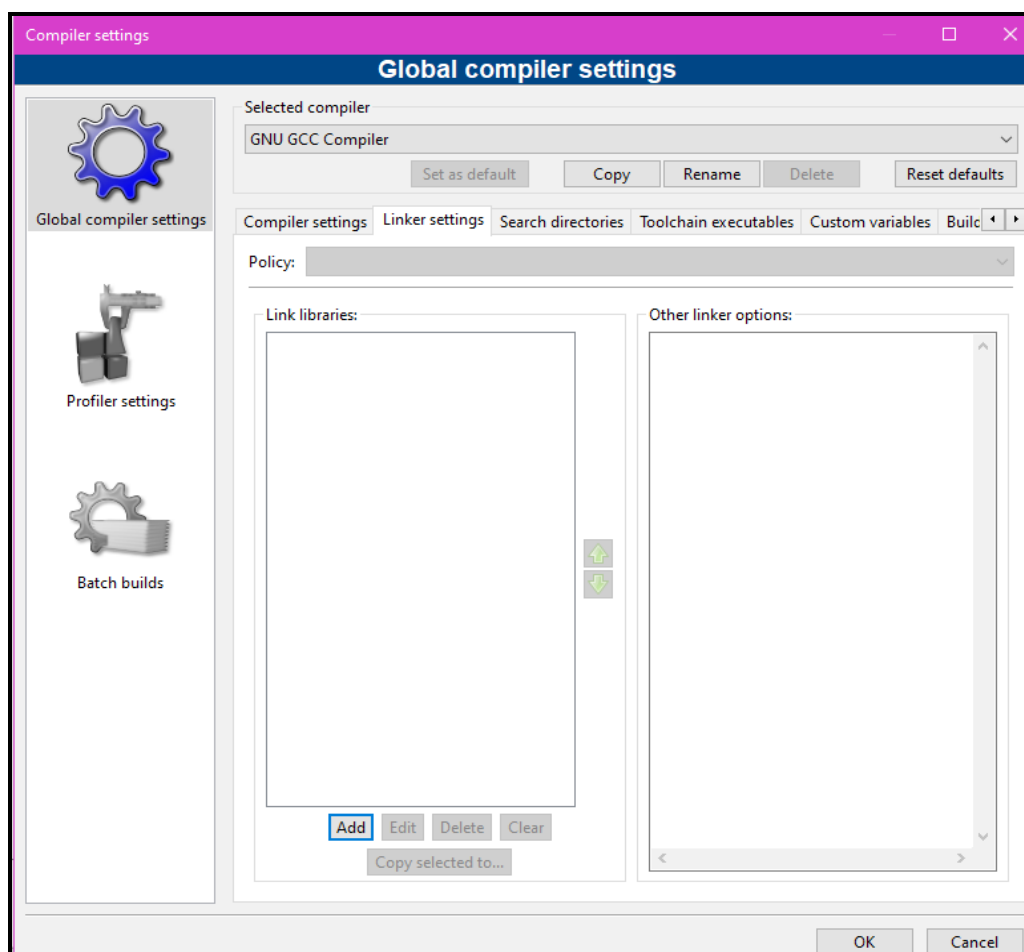 Compiler settings
Global compiler settings
Global compiler settings
Profiler settings
Batch builds
Selected compiler
GNU GCC Compiler
Set as default Copy Rename Delete Reset defaults
Compiler settings Linker settings Search directories Toolchain executables Custom variables Builc
Policy:
Link libraries:
Other linker options:
Add Edit Delete Clear
Copy selected to...
OK Cancel